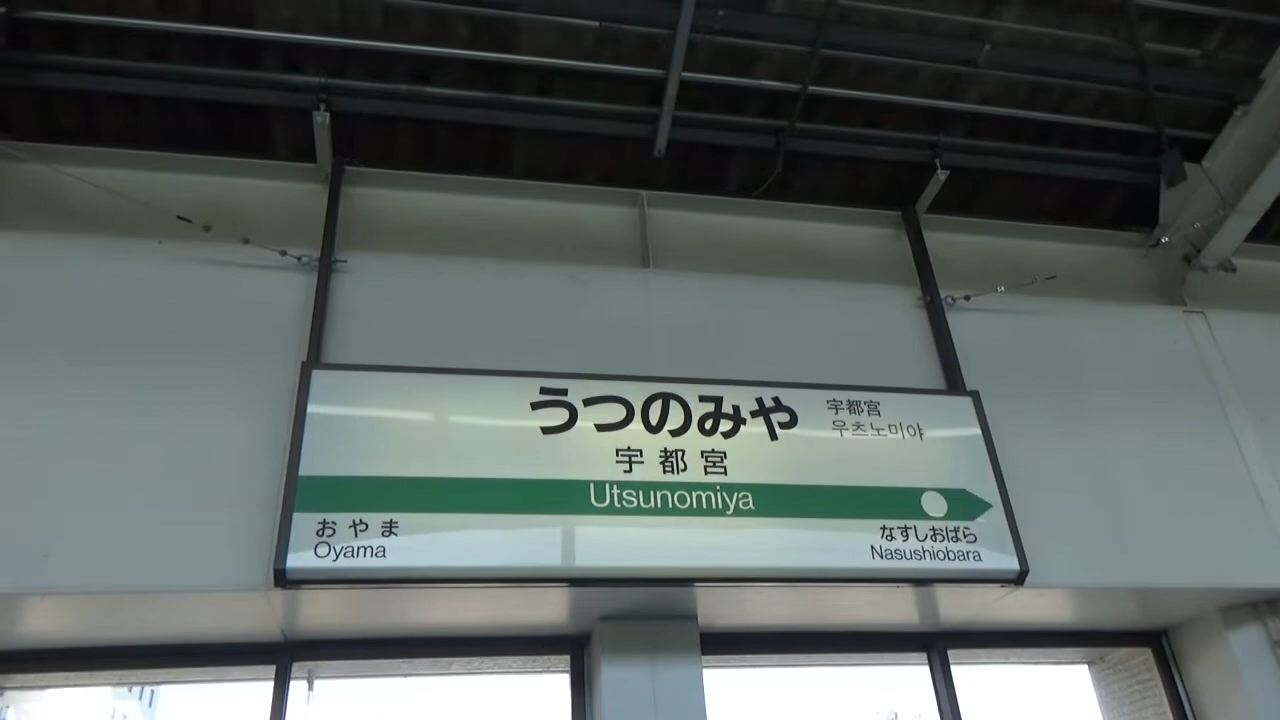 うつのみや
宇都宮
宇都宮
우츠노미야
Utsunomiya
おやま
Oyama
なすしおばら
Nasushiobara